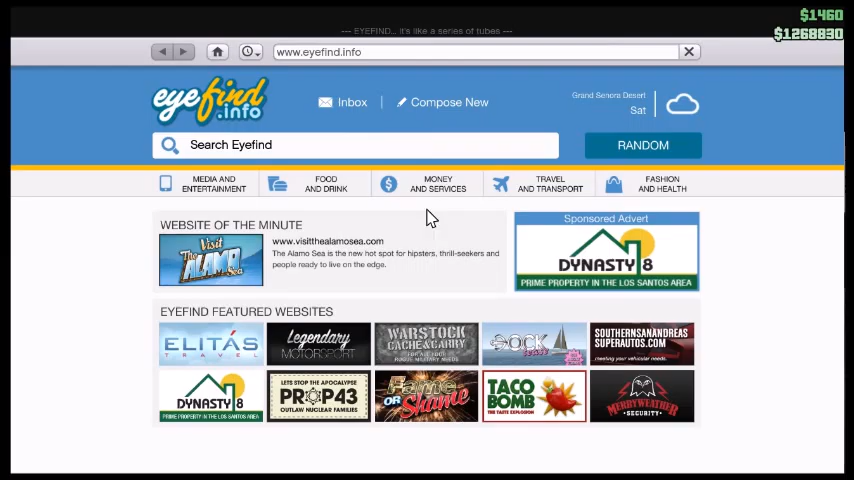 $1460
--- EYEFIND... it's like a series of tubes ---
$1268830
www.eyefind.info
eyefind
.info
Inbox
Compose New
Grand Senora Desert
Sat
Search Eyefind
RANDOM
MEDIA AND
ENTERTAINMENT
FOOD
AND DRINK
MONEY
AND SERVICES
TRAVEL
AND TRANSPORT
FASHION
AND HEALTH
WEBSITE OF THE MINUTE
Visit
The ALAMO
Sea
www.visitthealamosea.com
The Alamo Sea is the new hot spot for hipsters, thrill-seekers and
people ready to live on the edge.
Sponsored Advert
DYNASTY 8
PRIME PROPERTY IN THE LOS SANTOS AREA
EYEFIND FEATURED WEBSITES
ELITÁS
TRAVEL
Legendary
MOTORSPORT
WARSTOCK
CACHE & CARRY
DOCK
SOUTHERNSANANDREAS
SUPERAUTOS.COM
DYNASTY 8
PRIME PROPERTY IN THE LOS SANTOS AREA
LETS STOP THE APOCALYPSE
PROP43
OUTLAW NUCLEAR FAMILIES
Fame
OR Shame
TACO
BOMB
THE TASTE EXPLOSION
MERRYWEATHER
SECURITY